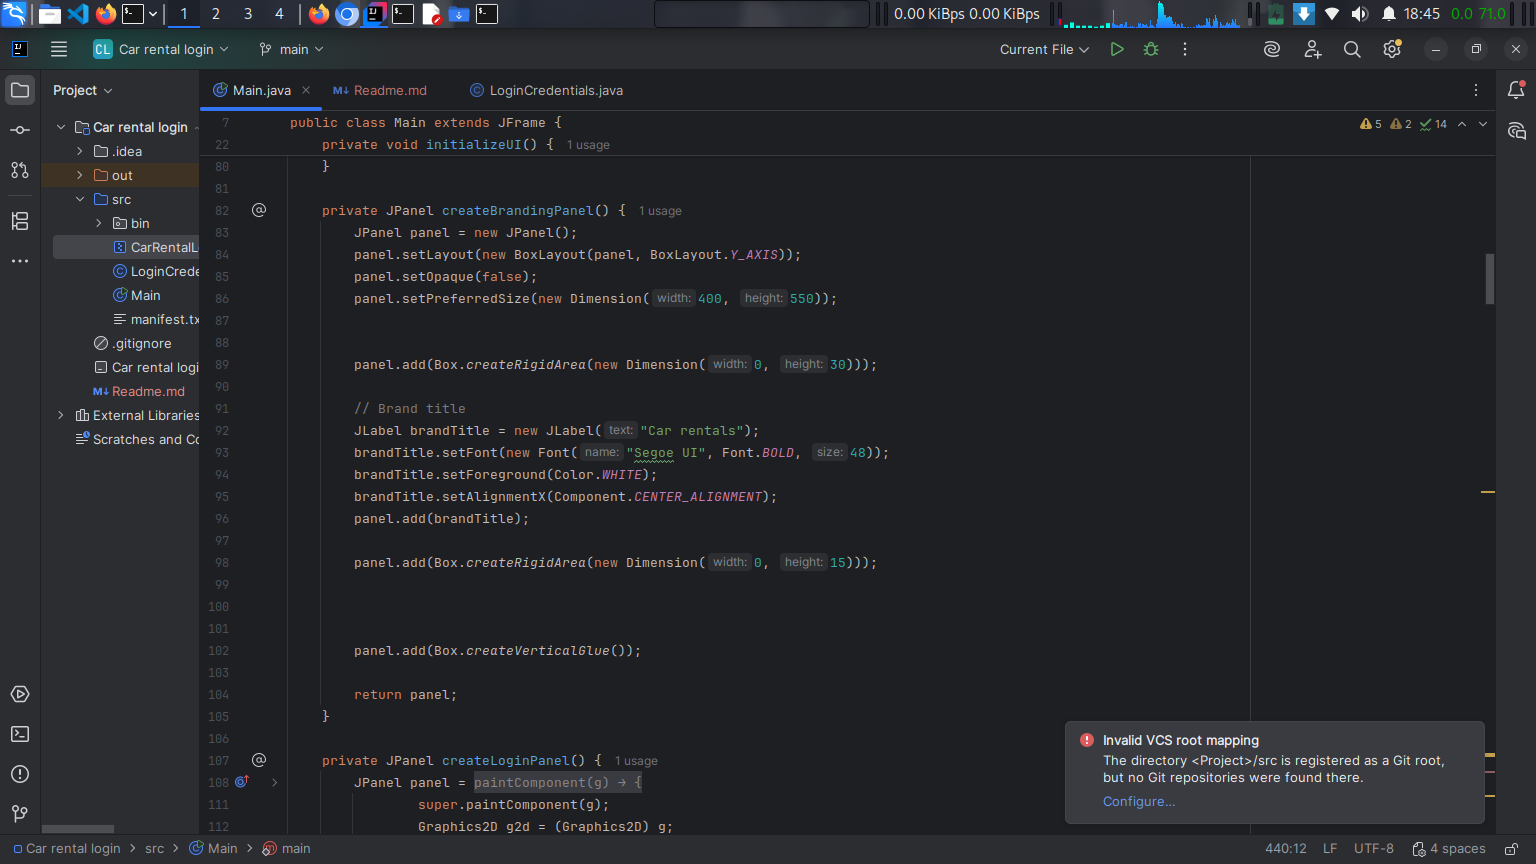 1 2 3 4 0.00 KiBps 0.00 KiBps 18:45 0.0 71.0
CL Car rental login main Current File
Project Main.java Readme.md LoginCredentials.java
7 public class Main extends JFrame { 5 2 14
22 private void initializeUI() { 1 usage
80 }
81
82 private JPanel createBrandingPanel() { 1 usage
83 JPanel panel = new JPanel();
84 panel.setLayout(new BoxLayout(panel, BoxLayout.Y_AXIS));
85 panel.setOpaque(false);
86 panel.setPreferredSize(new Dimension( width: 400, height: 550));
87
88
89 panel.add(Box.createRigidArea(new Dimension( width: 0, height: 30)));
90
91 // Brand title
92 JLabel brandTitle = new JLabel( text: "Car rentals");
93 brandTitle.setFont(new Font( name: "Segoe UI", Font.BOLD, size: 48));
94 brandTitle.setForeground(Color.WHITE);
95 brandTitle.setAlignmentX(Component.CENTER_ALIGNMENT);
96 panel.add(brandTitle);
97
98 panel.add(Box.createRigidArea(new Dimension( width: 0, height: 15)));
99
100
101
102 panel.add(Box.createVerticalGlue());
103
104 return panel;
105 }
106
107 private JPanel createLoginPanel() { 1 usage
108 JPanel panel = paintComponent(g) → {
111 super.paintComponent(g);
112 Graphics2D g2d = (Graphics2D) g;
Car rental login
.idea
out
src
bin
CarRentalL
LoginCrede
Main
manifest.tx
.gitignore
Car rental logi
Readme.md
External Libraries
Scratches and Co
Invalid VCS root mapping
The directory <Project>/src is registered as a Git root,
but no Git repositories were found there.
Configure...
Car rental login > src > Main > main 440:12 LF UTF-8 4 spaces